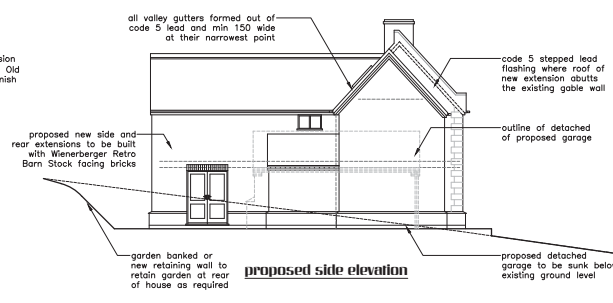 all valley gutters formed out of
code 5 lead and min 150 wide
at their narrowest point
sion
Old
nish
code 5 stepped lead
flashing where roof of
new extension abutts
the existing gable wall
proposed new side and
rear extensions to be built
with Wienerberger Retro
Barn Stock facing bricks
outline of detached
of proposed garage
garden banked or
new retaining wall to
retain garden at rear
of house as required
proposed side elevation
proposed detached
garage to be sunk below
existing ground level